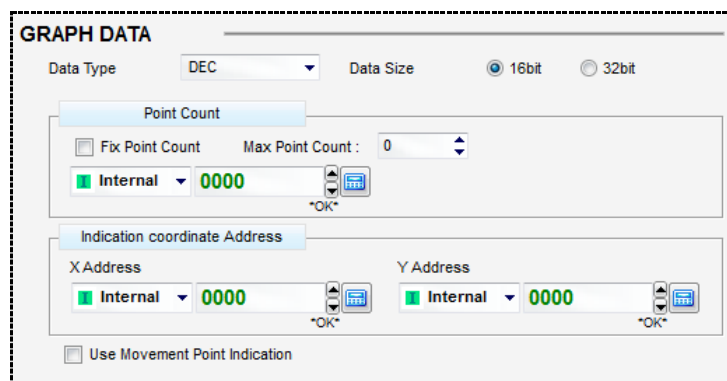 GRAPH DATA
Data Type DEC Data Size 16bit 32bit
Point Count
Fix Point Count Max Point Count : 0
I Internal 0000
*OK*
Indication coordinate Address
X Address Y Address
I Internal 0000 I Internal 0000
*OK* *OK*
Use Movement Point Indication